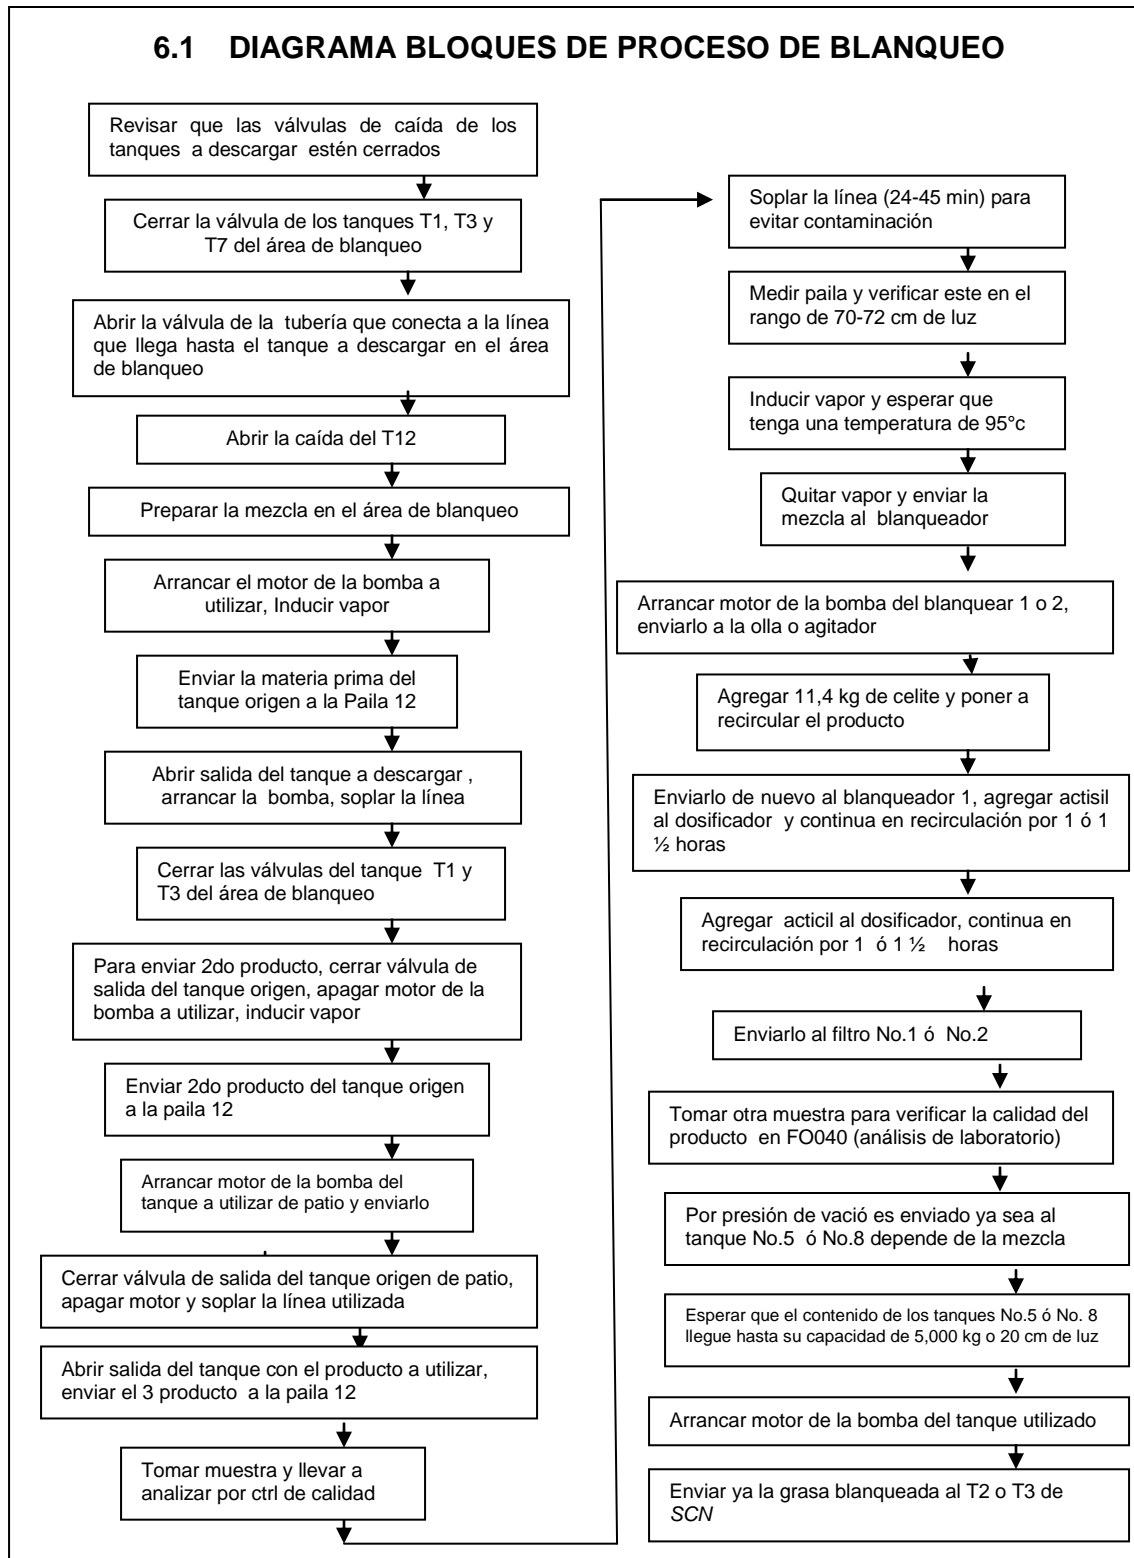 6.1 DIAGRAMA BLOQUES DE PROCESO DE BLANQUEO
Revisar que las válvulas de caída de los
tanques a descargar estén cerrados
Cerrar la válvula de los tanques T1, T3 y
T7 del área de blanqueo
Abrir la válvula de la tubería que conecta a la línea
que llega hasta el tanque a descargar en el área
de blanqueo
Abrir la caída del T12
Preparar la mezcla en el área de blanqueo
Arrancar el motor de la bomba a
utilizar, Inducir vapor
Enviar la materia prima del
tanque origen a la Paila 12
Abrir salida del tanque a descargar ,
arrancar la bomba, soplar la línea
Cerrar las válvulas del tanque T1 y
T3 del área de blanqueo
Para enviar 2do producto, cerrar válvula de
salida del tanque origen, apagar motor de la
bomba a utilizar, inducir vapor
Enviar 2do producto del tanque origen
a la paila 12
Arrancar motor de la bomba del
tanque a utilizar de patio y enviarlo
Cerrar válvula de salida del tanque origen de patio,
apagar motor y soplar la línea utilizada
Abrir salida del tanque con el producto a utilizar,
enviar el 3 producto a la paila 12
Tomar muestra y llevar a
analizar por ctrl de calidad
Soplar la línea (24-45 min) para
evitar contaminación
Medir paila y verificar este en el
rango de 70-72 cm de luz
Inducir vapor y esperar que
tenga una temperatura de 95°c
Quitar vapor y enviar la
mezcla al blanqueador
Arrancar motor de la bomba del blanquear 1 o 2,
enviarlo a la olla o agitador
Agregar 11,4 kg de celite y poner a
recircular el producto
Enviarlo de nuevo al blanqueador 1, agregar actisil
al dosificador y continua en recirculación por 1 ó 1
½ horas
Agregar acticil al dosificador, continua en
recirculación por 1 ó 1 ½ horas
Enviarlo al filtro No.1 ó No.2
Tomar otra muestra para verificar la calidad del
producto en FO040 (análisis de laboratorio)
Por presión de vació es enviado ya sea al
tanque No.5 ó No.8 depende de la mezcla
Esperar que el contenido de los tanques No.5 ó No. 8
llegue hasta su capacidad de 5,000 kg o 20 cm de luz
Arrancar motor de la bomba del tanque utilizado
Enviar ya la grasa blanqueada al T2 o T3 de
SCN